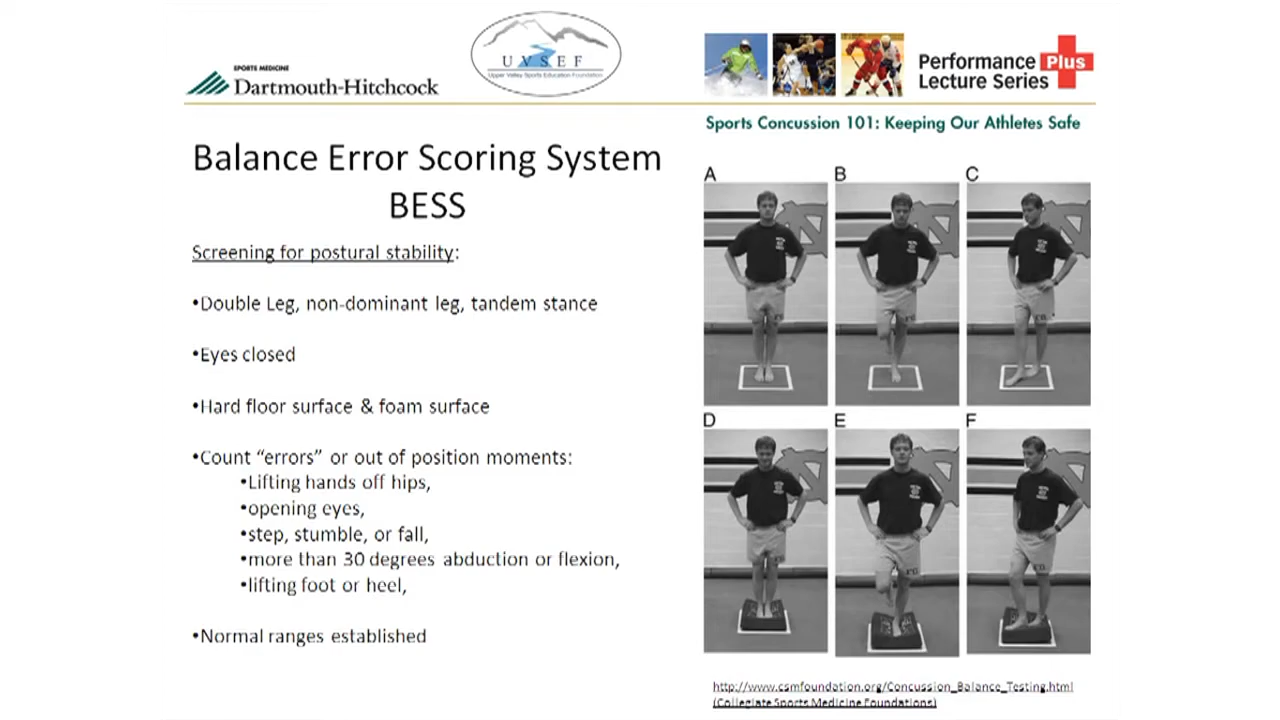 SPORTS MEDICINE
Dartmouth-Hitchcock
UVSEF
Upper Valley Sports Education Foundation
Performance Plus
Lecture Series
Sports Concussion 101: Keeping Our Athletes Safe
Balance Error Scoring System
BESS
Screening for postural stability:
•Double Leg, non-dominant leg, tandem stance
•Eyes closed
•Hard floor surface & foam surface
•Count “errors” or out of position moments:
•Lifting hands off hips,
•opening eyes,
•step, stumble, or fall,
•more than 30 degrees abduction or flexion,
•lifting foot or heel,
•Normal ranges established
A B C
D E F
http://www.csmfoundation.org/Concussion_Balance_Testing.html
(Collegiate Sports Medicine Foundations)